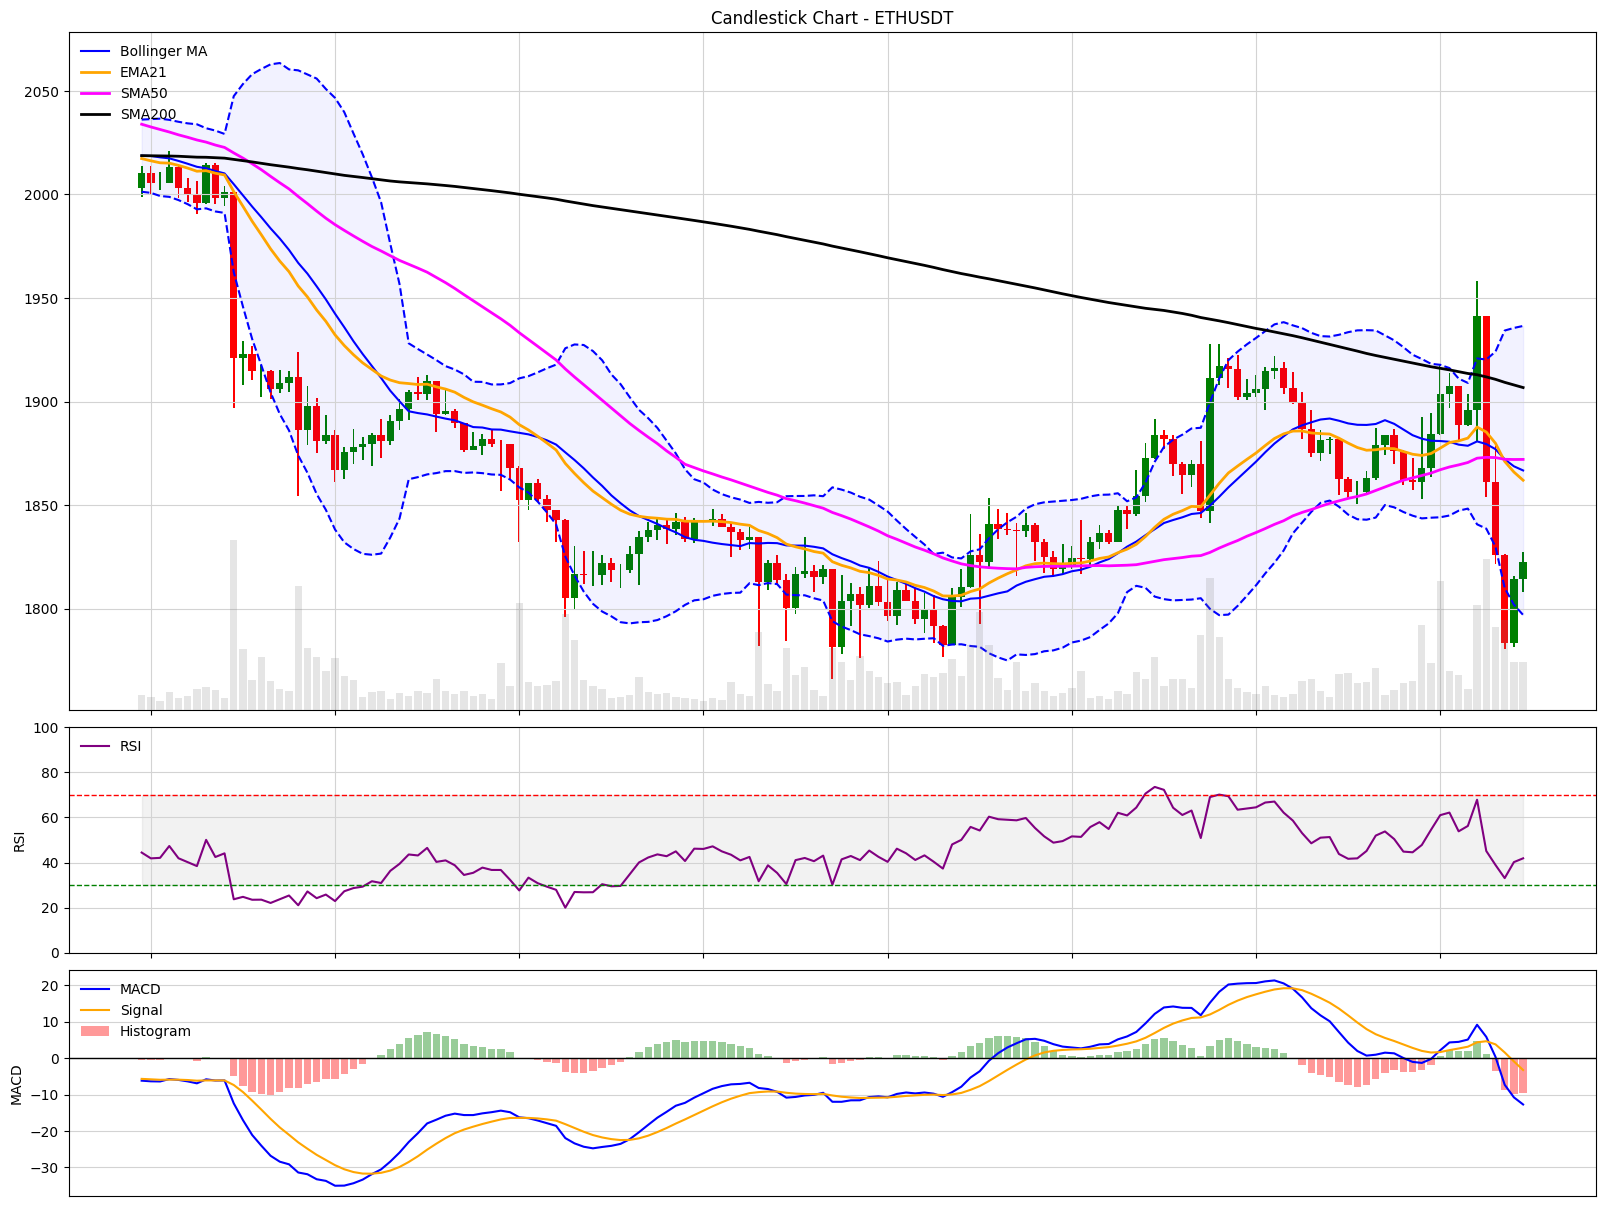 Candlestick Chart - ETHUSDT
Bollinger MA
EMA21
SMA50
SMA200
2050
2000
1950
1900
1850
1800
RSI
100
80
60
40
20
0
RSI
MACD
Signal
Histogram
20
10
0
−10
−20
−30
MACD